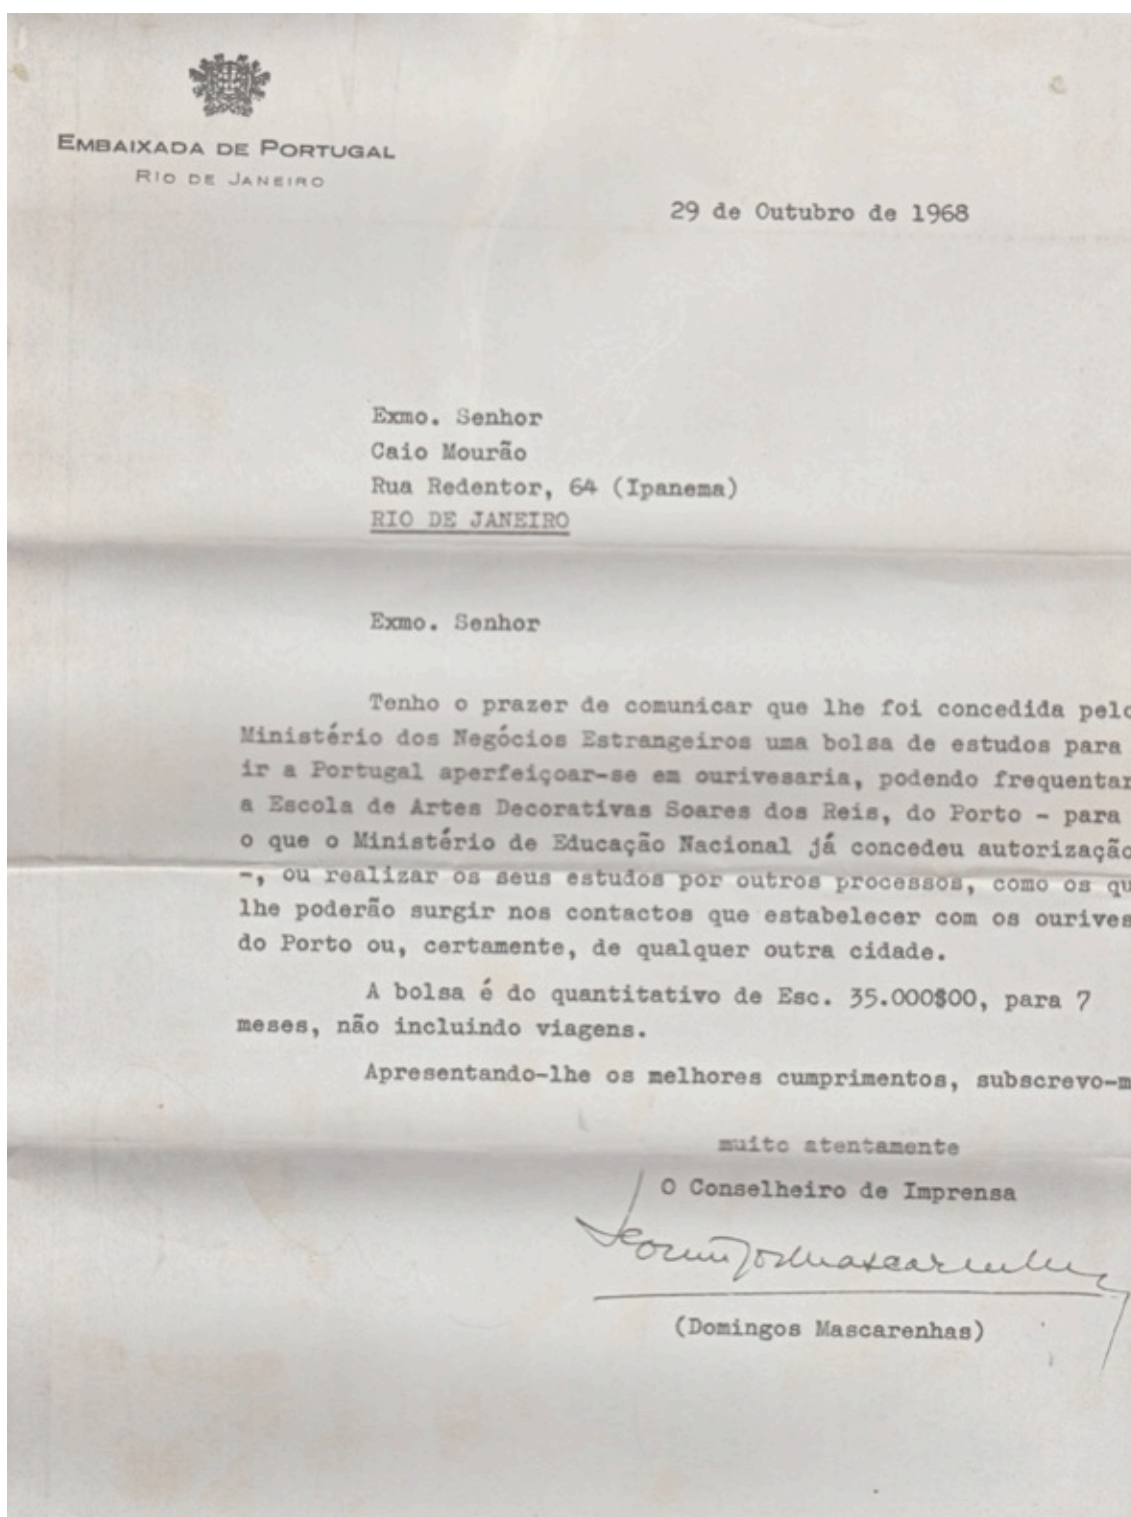 EMBAIXADA DE PORTUGAL
RIO DE JANEIRO
29 de Outubro de 1968
Exmo. Senhor
Caio Mourão
Rua Redentor, 64 (Ipanema)
RIO DE JANEIRO
Exmo. Senhor
Tenho o prazer de comunicar que lhe foi concedida pelo
Ministério dos Negócios Estrangeiros uma bolsa de estudos para
ir a Portugal aperfeiçoar-se em ourivesaria, podendo frequentar
a Escola de Artes Decorativas Soares dos Reis, do Porto - para
o que o Ministério de Educação Nacional já concedeu autorização
-, ou realizar os seus estudos por outros processos, como os qu
lhe poderão surgir nos contactos que estabelecer com os ourives
do Porto ou, certamente, de qualquer outra cidade.
A bolsa é do quantitativo de Esc. 35.000$00, para 7
meses, não incluindo viagens.
Apresentando-lhe os melhores cumprimentos, subscrevo-m
muito atentamente
O Conselheiro de Imprensa
Domingos Mascarenhas
(Domingos Mascarenhas)